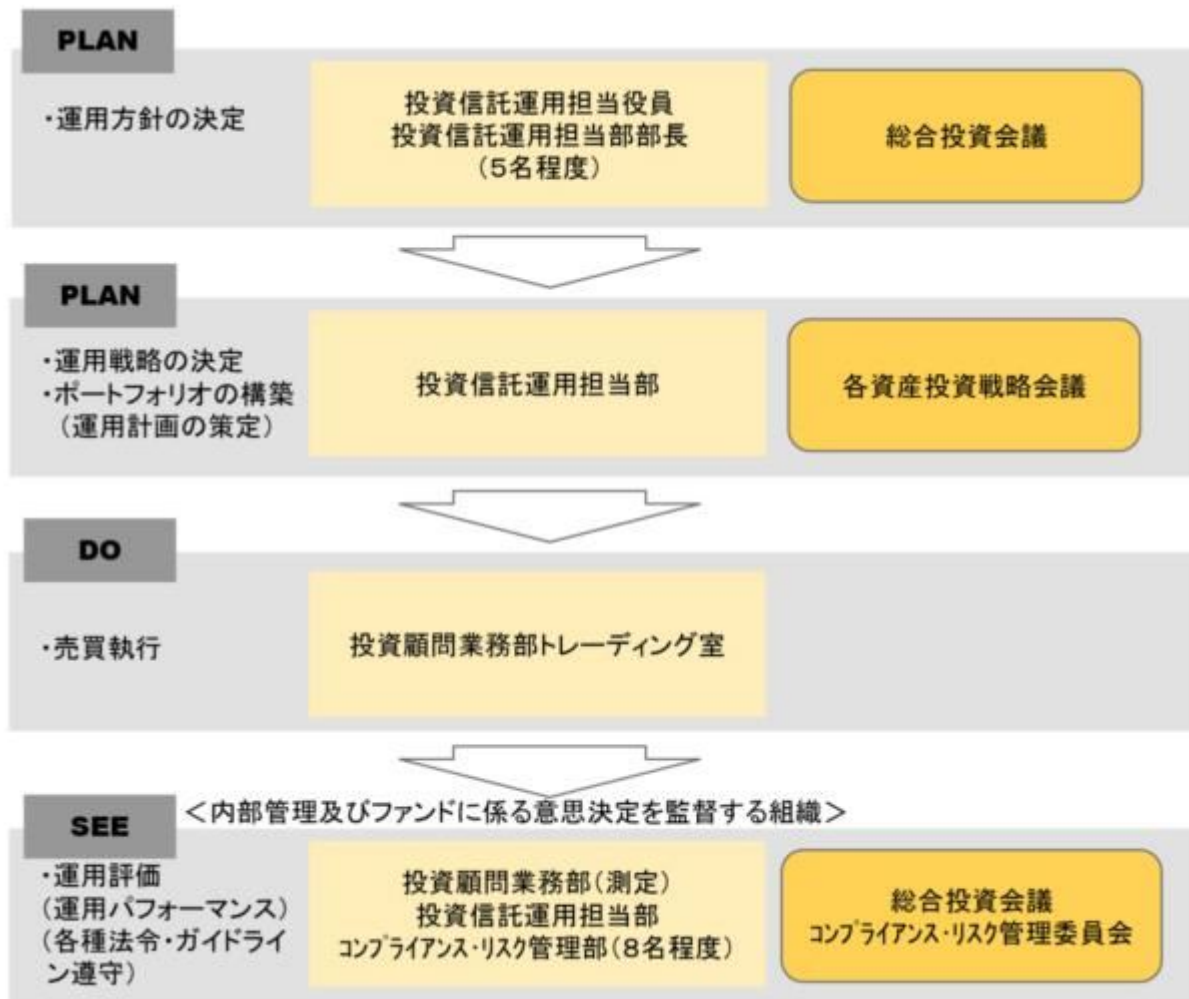 PLAN
・運用方針の決定
投資信託運用担当役員
投資信託運用担当部部長
(5名程度)
総合投資会議
PLAN
・運用戦略の決定
・ポートフォリオの構築
(運用計画の策定)
投資信託運用担当部
各資産投資戦略会議
DO
・売買執行
投資顧問業務部トレーディング室
SEE
<内部管理及びファンドに係る意思決定を監督する組織>
・運用評価
(運用パフォーマンス)
(各種法令・ガイドライ
ン遵守)
投資顧問業務部(測定)
投資信託運用担当部
コンプライアンス・リスク管理部(8名程度)
総合投資会議
コンプライアンス・リスク管理委員会